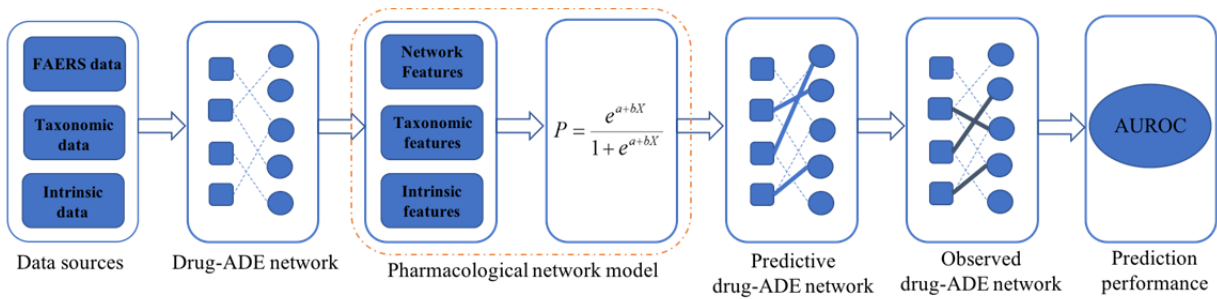 FAERS data
Taxonomic
data
Intrinsic
data
Data sources
Drug-ADE network
Network
Features
Taxonomic
features
Intrinsic
features
P = e^{a+bX} / 1 + e^{a+bX}
Pharmacological network model
Predictive
drug-ADE network
Observed
drug-ADE network
AUROC
Prediction
performance